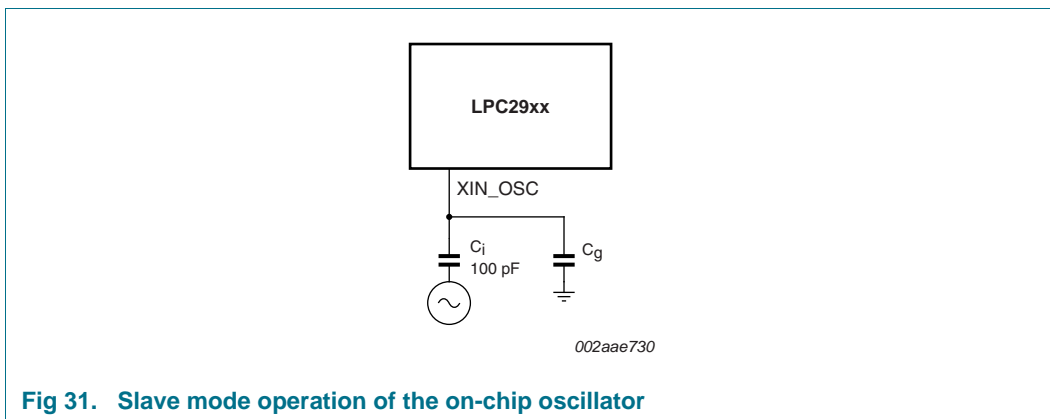 LPC29xx
XIN_OSC
Ci
100 pF
Cg
002aae730
Fig 31. Slave mode operation of the on-chip oscillator